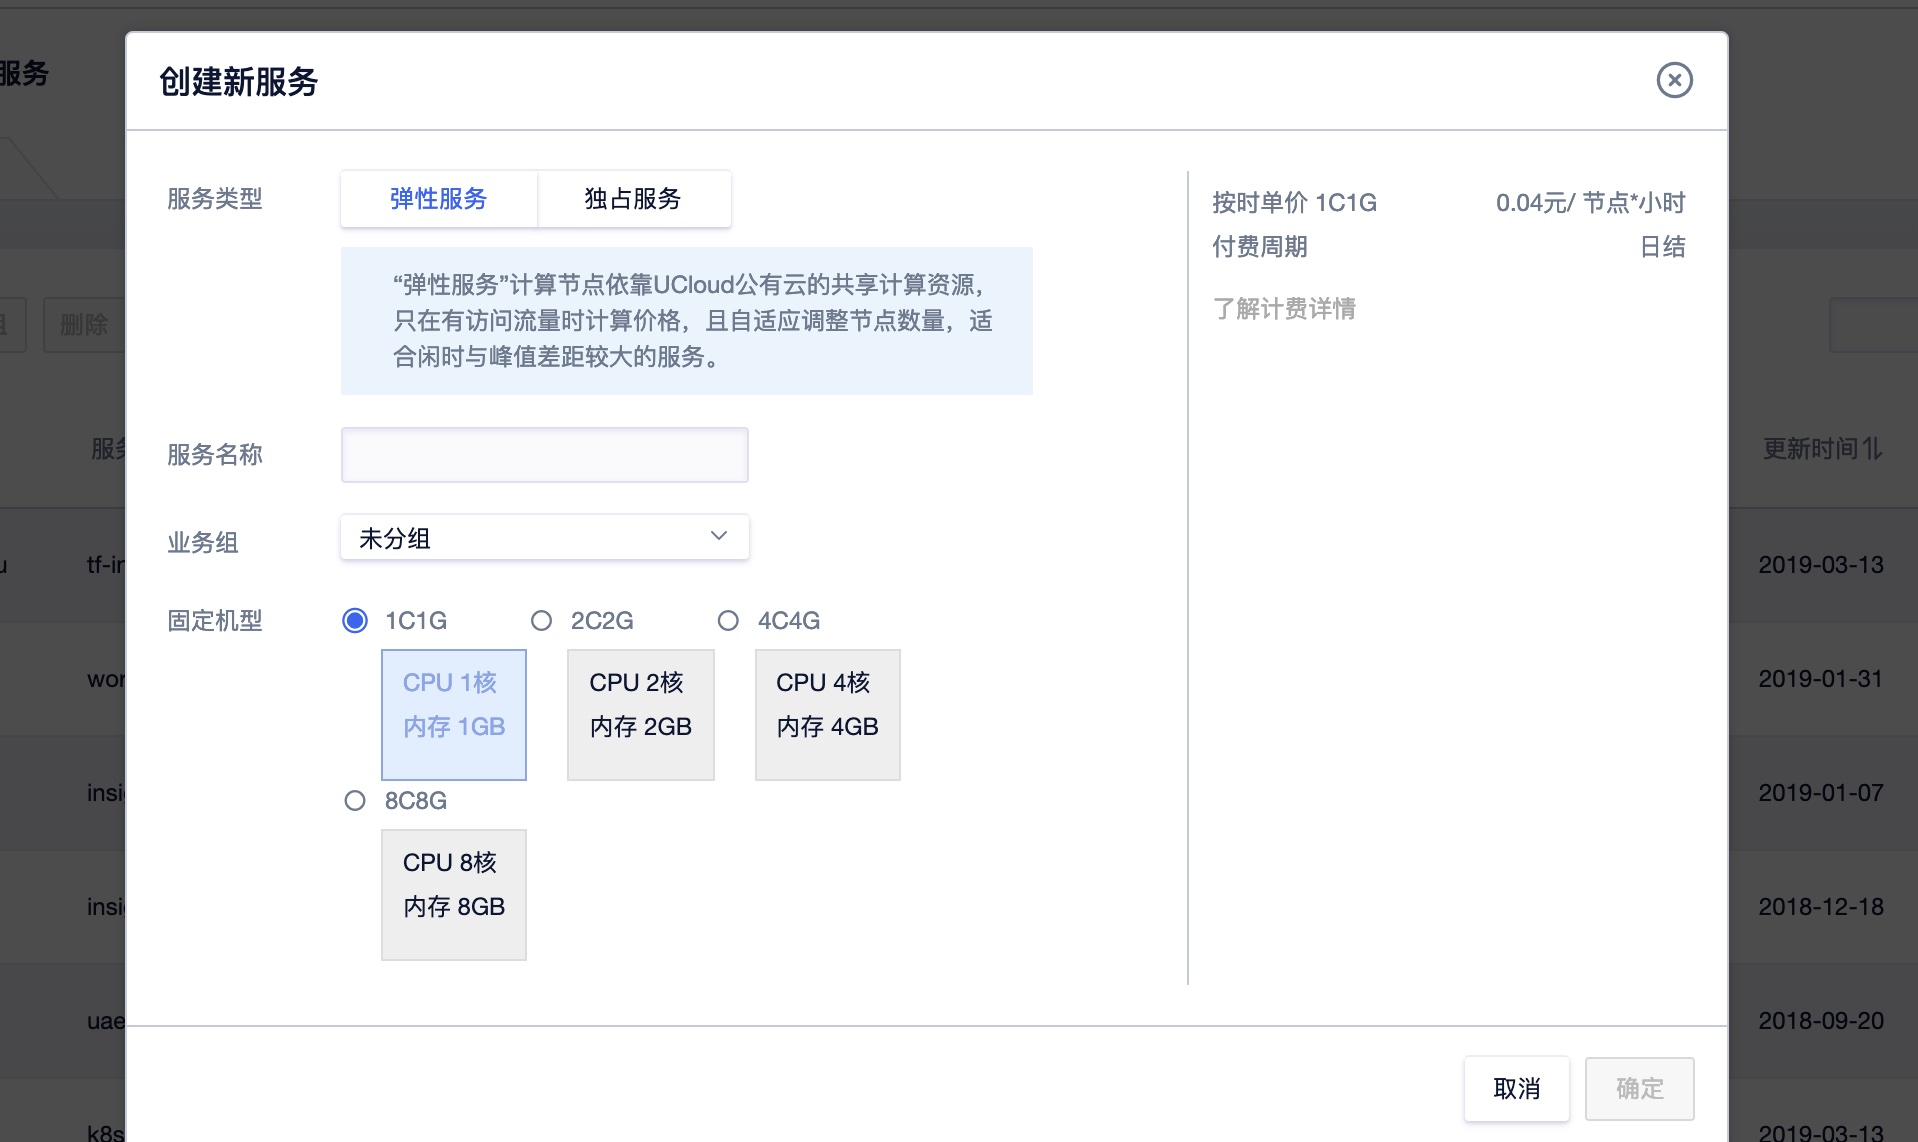 服务
创建新服务
服务类型
弹性服务
独占服务
按时单价 1C1G
0.04元/ 节点*小时
付费周期
日结
了解计费详情
“弹性服务”计算节点依靠UCloud公有云的共享计算资源，
只在有访问流量时计算价格，且自适应调整节点数量，适
合闲时与峰值差距较大的服务。
删除
服务名称
更新时间
业务组
未分组
tf-in
2019-03-13
固定机型
1C1G
2C2G
4C4G
CPU 1核
内存 1GB
CPU 2核
内存 2GB
CPU 4核
内存 4GB
wor
2019-01-31
8C8G
CPU 8核
内存 8GB
insi
2019-01-07
insi
2018-12-18
uae
2018-09-20
取消
确定
k8s
2019-03-13